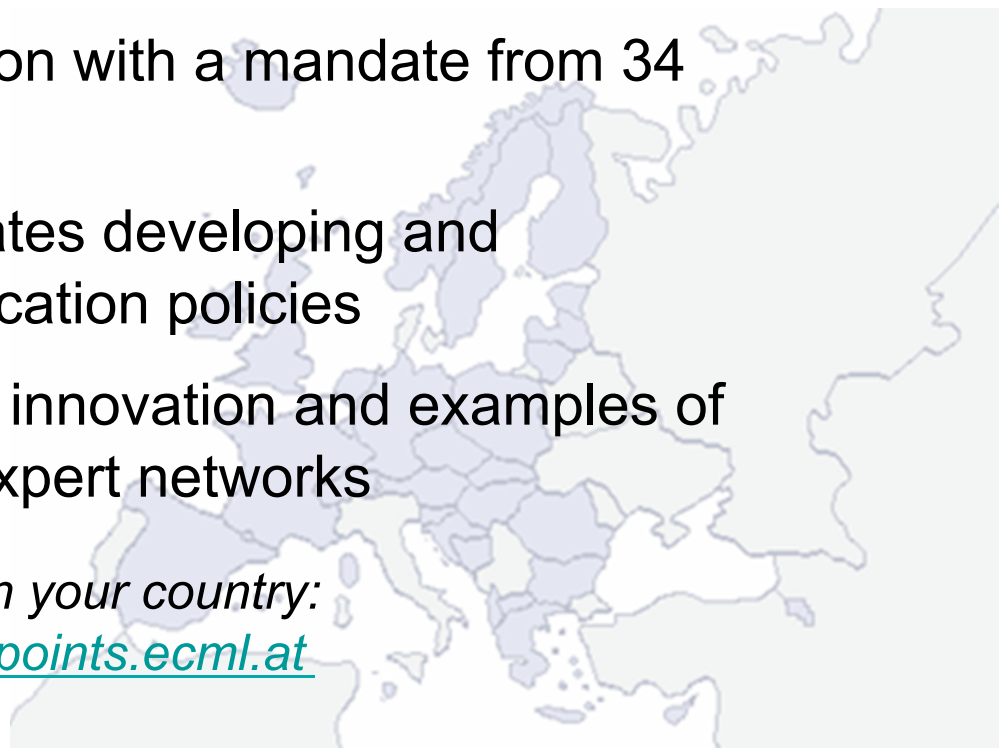 on with a mandate from 34
ates developing and
cation policies
innovation and examples of
xpert networks
n your country:
points.ecml.at